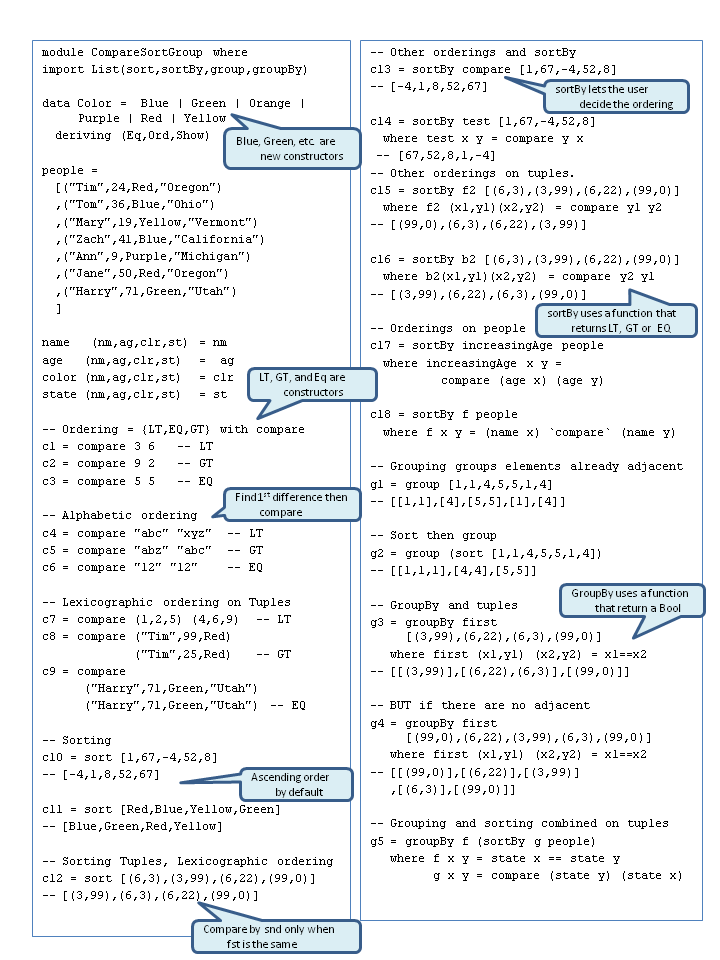 module CompareSortGroup where
import List(sort,sortBy,group,groupBy)
data Color = Blue | Green | Orange |
Purple | Red | Yellow
deriving (Eq,Ord,Show)
Blue, Green, etc. are
new constructors
people =
[("Tim",24,Red,"Oregon")
,("Tom",36,Blue,"Ohio")
,("Mary",19,Yellow,"Vermont")
,("Zach",41,Blue,"California")
,("Ann",9,Purple,"Michigan")
,("Jane",50,Red,"Oregon")
,("Harry",71,Green,"Utah")
]
name (nm,ag,clr,st) = nm
age (nm,ag,clr,st) = ag
color (nm,ag,clr,st) = clr
state (nm,ag,clr,st) = st
LT, GT, and Eq are
constructors
-- Ordering = {LT,EQ,GT} with compare
c1 = compare 3 6 -- LT
c2 = compare 9 2 -- GT
c3 = compare 5 5 -- EQ
Find 1st difference then
compare
-- Alphabetic ordering
c4 = compare "abc" "xyz" -- LT
c5 = compare "abz" "abc" -- GT
c6 = compare "12" "12" -- EQ
-- Lexicographic ordering on Tuples
c7 = compare (1,2,5) (4,6,9) -- LT
c8 = compare ("Tim",99,Red)
("Tim",25,Red) -- GT
c9 = compare
("Harry",71,Green,"Utah")
("Harry",71,Green,"Utah") -- EQ
-- Sorting
c10 = sort [1,67,-4,52,8]
-- [-4,1,8,52,67]
Ascending order
by default
c11 = sort [Red,Blue,Yellow,Green]
-- [Blue,Green,Red,Yellow]
-- Sorting Tuples, Lexicographic ordering
c12 = sort [(6,3),(3,99),(6,22),(99,0)]
-- [(3,99),(6,3),(6,22),(99,0)]
Compare by snd only when
fst is the same
-- Other orderings and sortBy
c13 = sortBy compare [1,67,-4,52,8]
-- [-4,1,8,52,67]
sortBy lets the user
decide the ordering
c14 = sortBy test [1,67,-4,52,8]
where test x y = compare y x
-- [67,52,8,1,-4]
-- Other orderings on tuples.
c15 = sortBy f2 [(6,3),(3,99),(6,22),(99,0)]
where f2 (x1,y1)(x2,y2) = compare y1 y2
-- [(99,0),(6,3),(6,22),(3,99)]
c16 = sortBy b2 [(6,3),(3,99),(6,22),(99,0)]
where b2(x1,y1)(x2,y2) = compare y2 y1
-- [(3,99),(6,22),(6,3),(99,0)]
sortBy uses a function that
returns LT, GT or EQ
-- Orderings on people
c17 = sortBy increasingAge people
where increasingAge x y =
compare (age x) (age y)
c18 = sortBy f people
where f x y = (name x) `compare` (name y)
-- Grouping groups elements already adjacent
g1 = group [1,1,4,5,5,1,4]
-- [[1,1],[4],[5,5],[1],[4]]
-- Sort then group
g2 = group (sort [1,1,4,5,5,1,4])
-- [[1,1,1],[4,4],[5,5]]
GroupBy uses a function
that return a Bool
-- GroupBy and tuples
g3 = groupBy first
[(3,99),(6,22),(6,3),(99,0)]
where first (x1,y1) (x2,y2) = x1==x2
-- [[(3,99)],[(6,22),(6,3)],[(99,0)]]
-- BUT if there are no adjacent
g4 = groupBy first
[(99,0),(6,22),(3,99),(6,3),(99,0)]
where first (x1,y1) (x2,y2) = x1==x2
-- [[(99,0)],[(6,22)],[(3,99)]
,[(6,3)],[(99,0)]]
-- Grouping and sorting combined on tuples
g5 = groupBy f (sortBy g people)
where f x y = state x == state y
g x y = compare (state y) (state x)